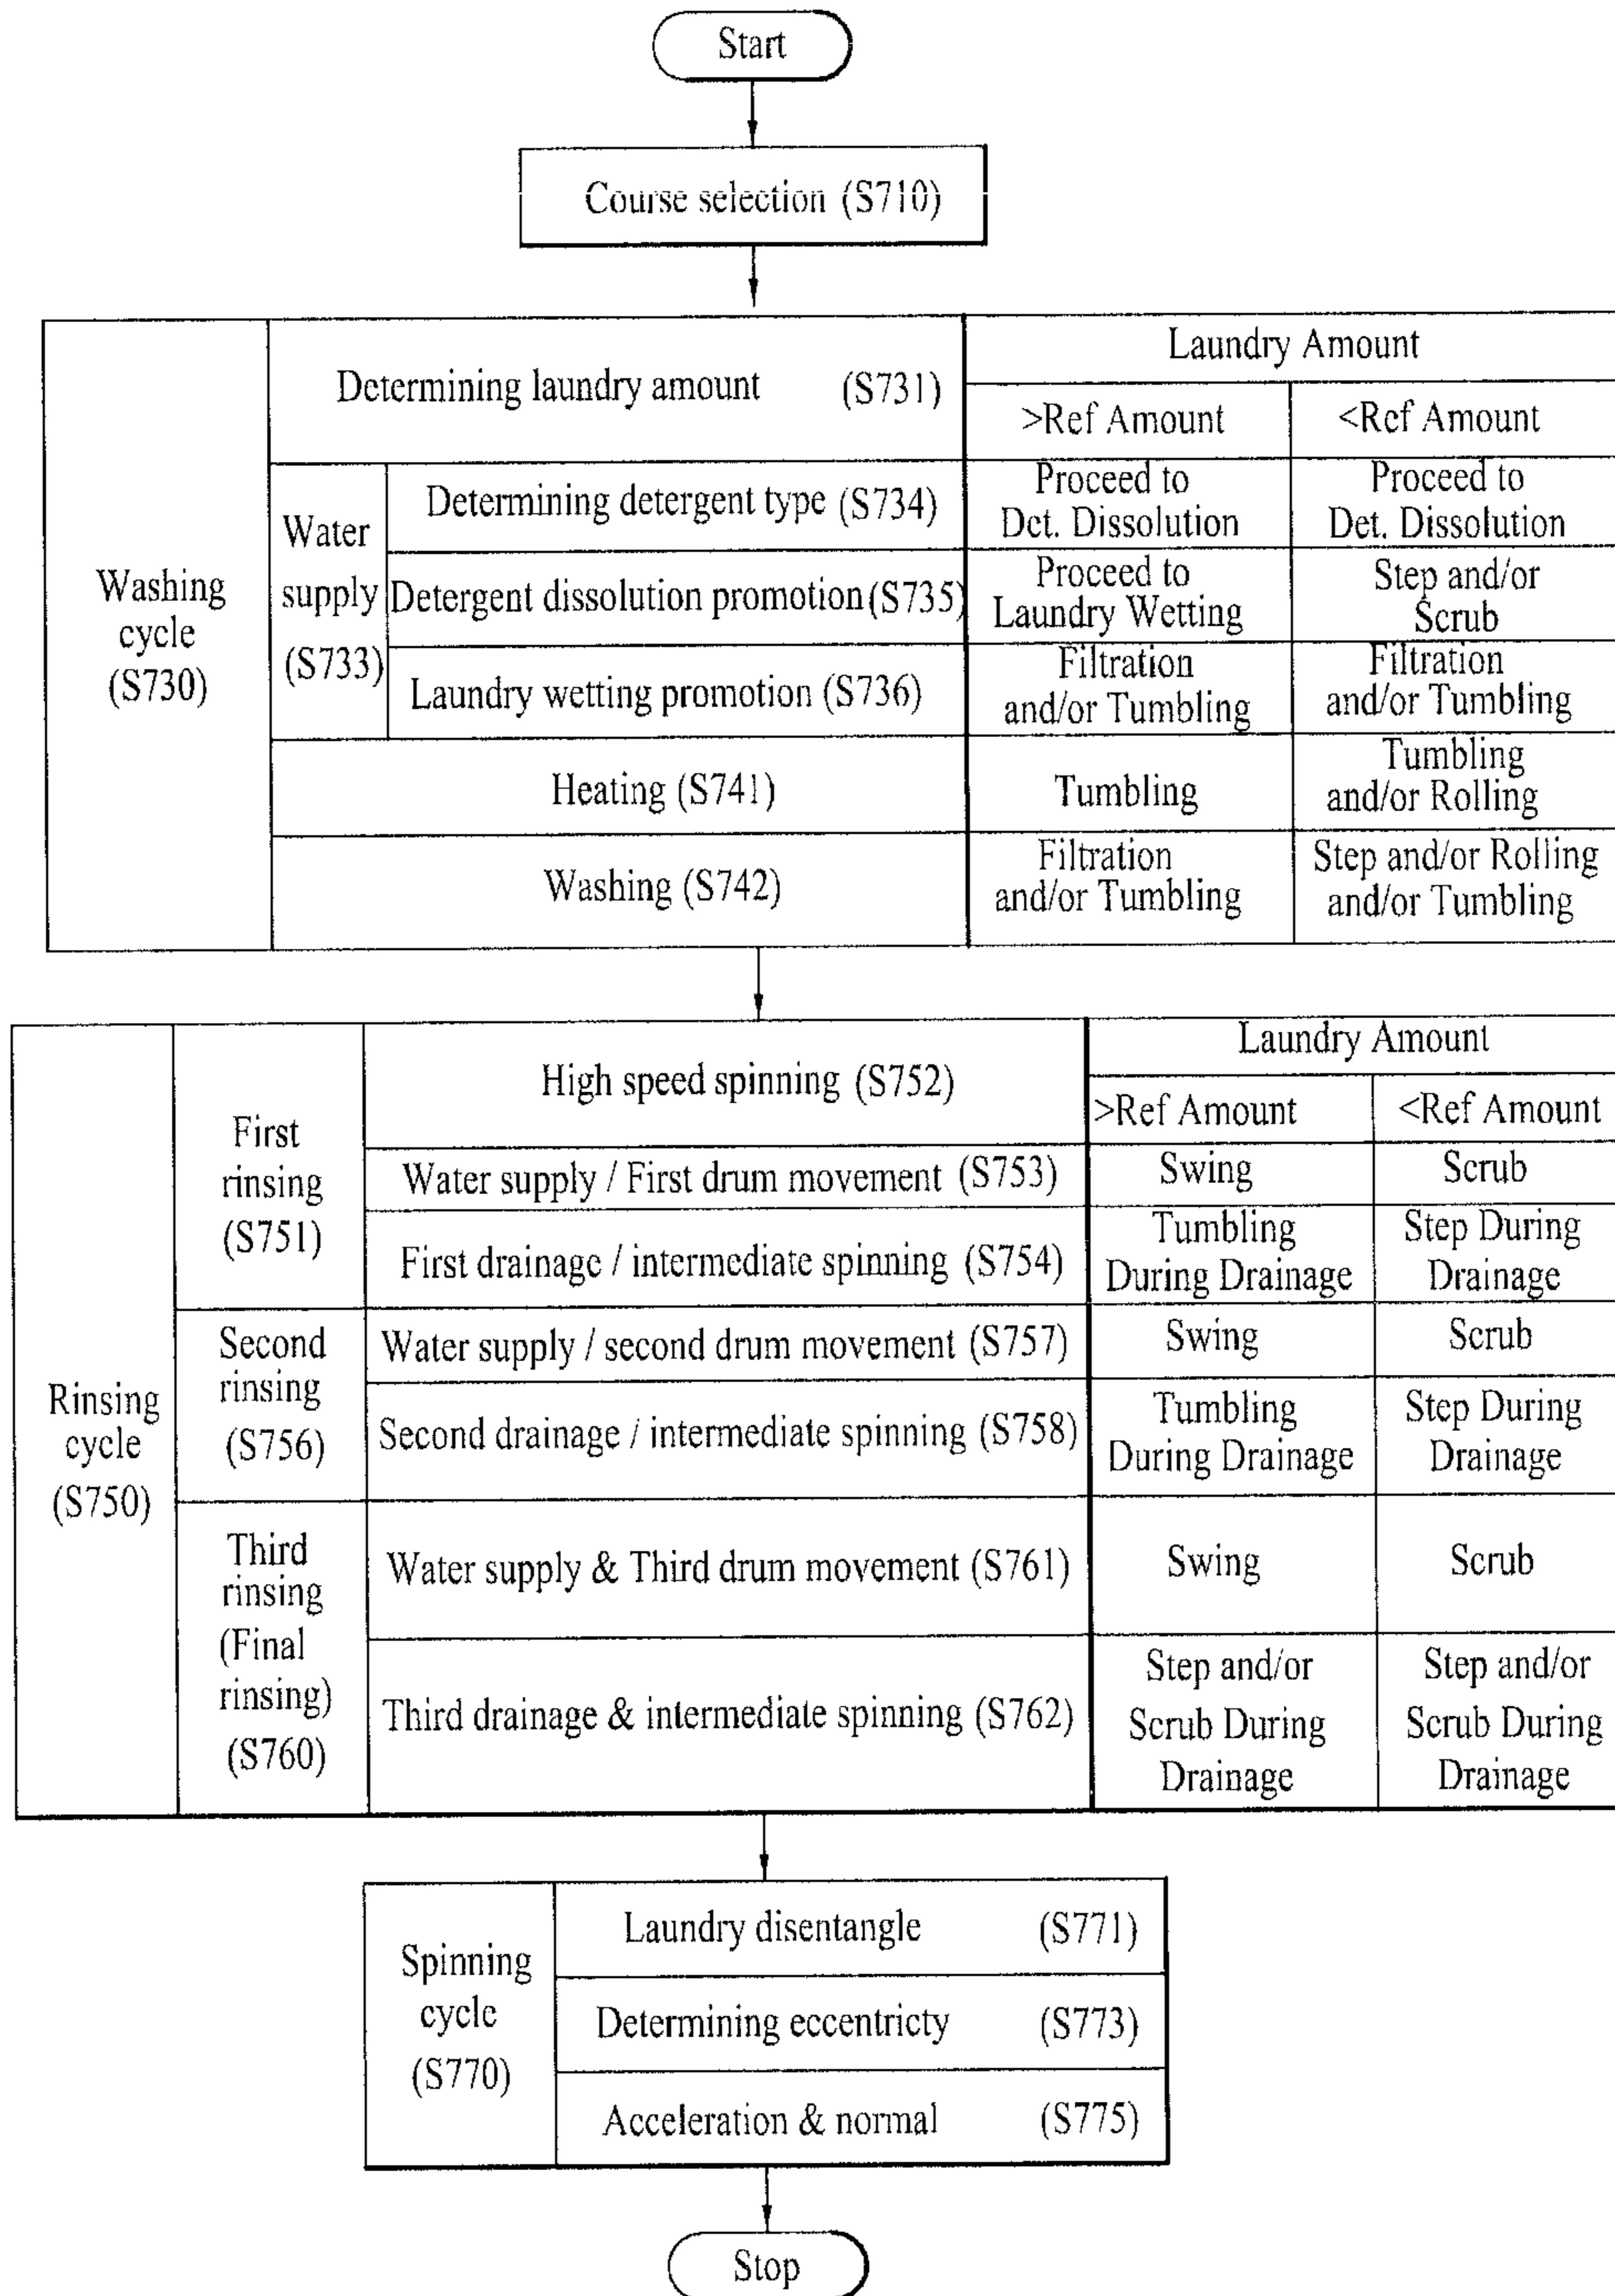 Start
Course selection (S710)
Washing
cycle
(S730)
Determining laundry amount (S731)
Laundry Amount
>Ref Amount
<Ref Amount
Water
supply
(S733)
Determining detergent type (S734)
Proceed to
Det. Dissolution
Proceed to
Det. Dissolution
Detergent dissolution promotion (S735)
Proceed to
Laundry Wetting
Step and/or
Scrub
Laundry wetting promotion (S736)
Filtration
and/or Tumbling
Filtration
and/or Tumbling
Heating (S741)
Tumbling
Tumbling
and/or Rolling
Washing (S742)
Filtration
and/or Tumbling
Step and/or Rolling
and/or Tumbling
Rinsing
cycle
(S750)
First
rinsing
(S751)
High speed spinning (S752)
Laundry Amount
>Ref Amount
<Ref Amount
Water supply / First drum movement (S753)
Swing
Scrub
First drainage / intermediate spinning (S754)
Tumbling
During Drainage
Step During
Drainage
Second
rinsing
(S756)
Water supply / second drum movement (S757)
Swing
Scrub
Second drainage / intermediate spinning (S758)
Tumbling
During Drainage
Step During
Drainage
Third
rinsing
(Final
rinsing)
(S760)
Water supply & Third drum movement (S761)
Swing
Scrub
Third drainage & intermediate spinning (S762)
Step and/or
Scrub During
Drainage
Step and/or
Scrub During
Drainage
Spinning
cycle
(S770)
Laundry disentangle (S771)
Determining eccentricty (S773)
Acceleration & normal (S775)
Stop